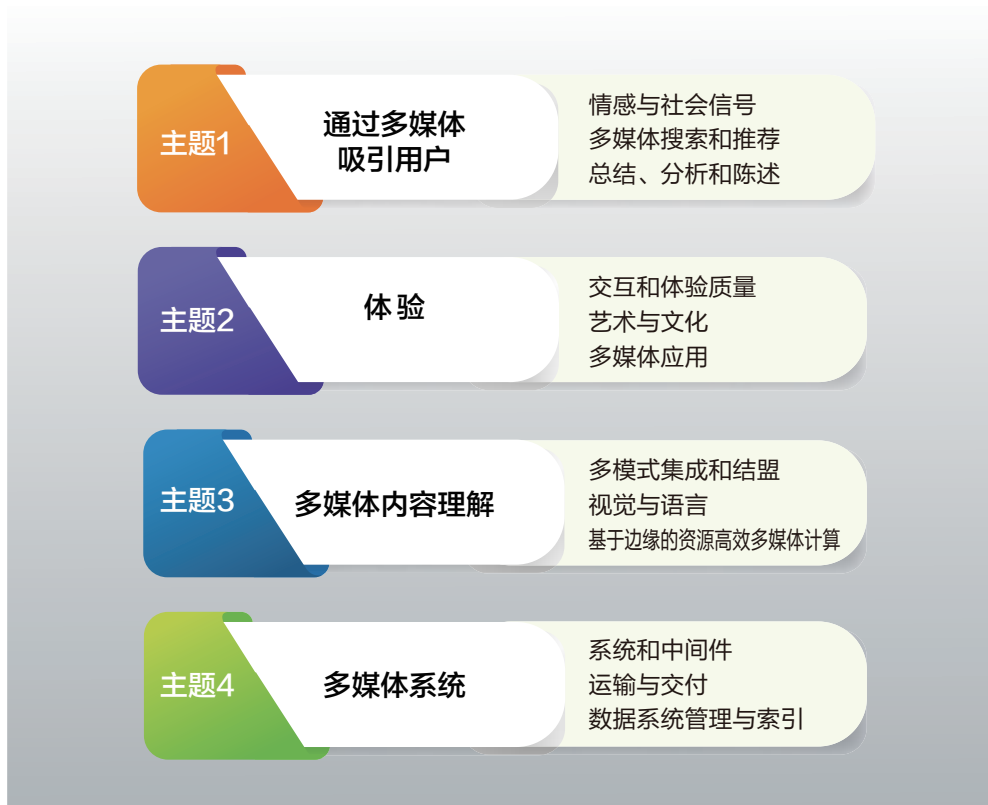 主题1
通过多媒体
吸引用户
情感与社会信号
多媒体搜索和推荐
总结、分析和陈述
主题2
体验
交互和体验质量
艺术与文化
多媒体应用
主题3
多媒体内容理解
多模式集成和结盟
视觉与语言
基于边缘的资源高效多媒体计算
主题4
多媒体系统
系统和中间件
运输与交付
数据系统管理与索引